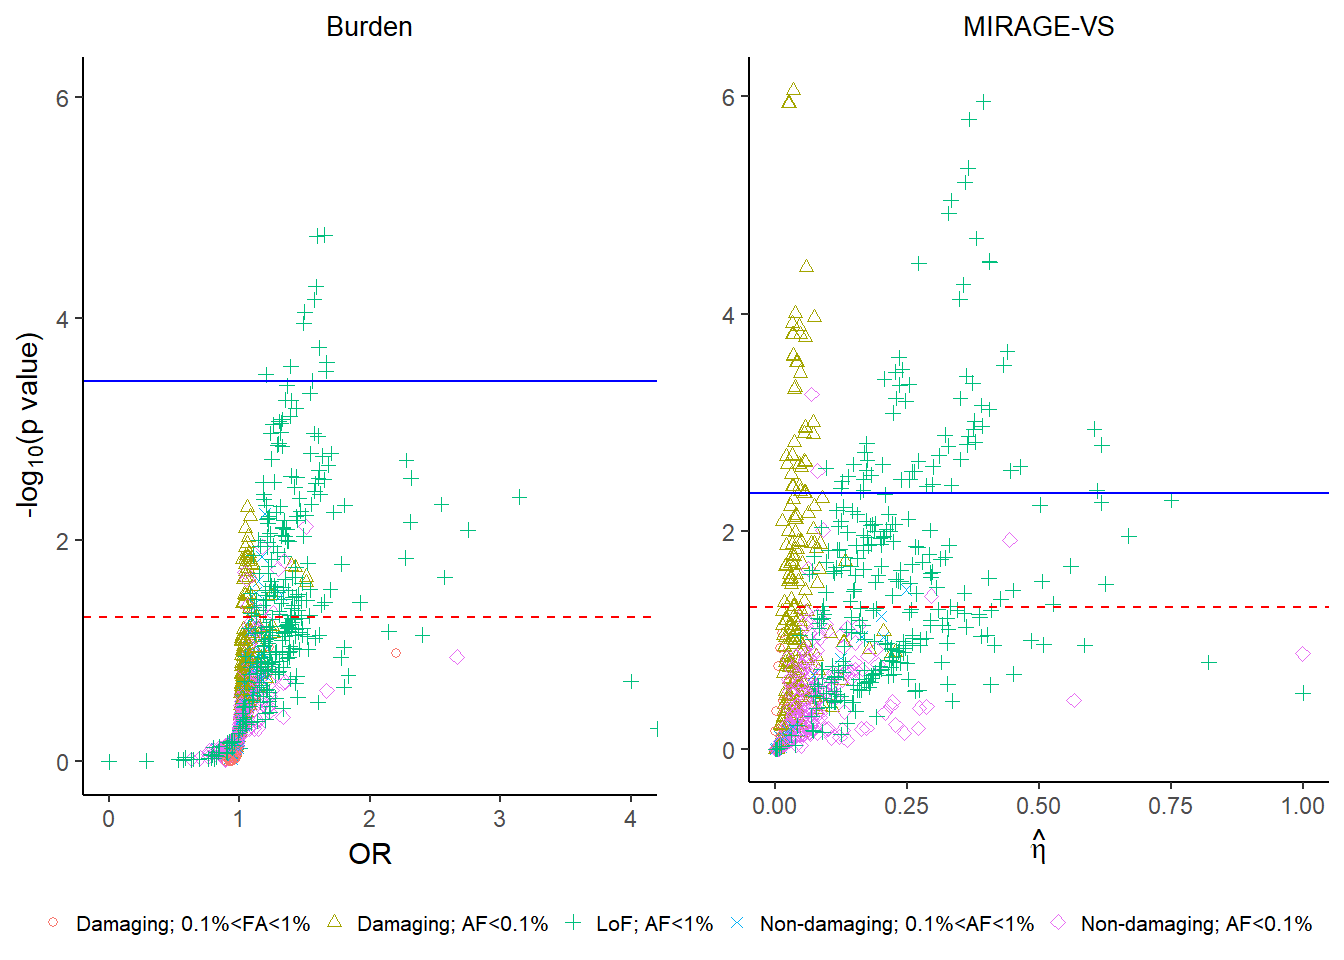 Burden
MIRAGE-VS
-log10(p value)
6
4
2
0
0
1
2
3
4
OR
6
4
2
0
0.00
0.25
0.50
0.75
1.00
η̂
Damaging; 0.1%<FA<1%
Damaging; AF<0.1%
LoF; AF<1%
Non-damaging; 0.1%<AF<1%
Non-damaging; AF<0.1%